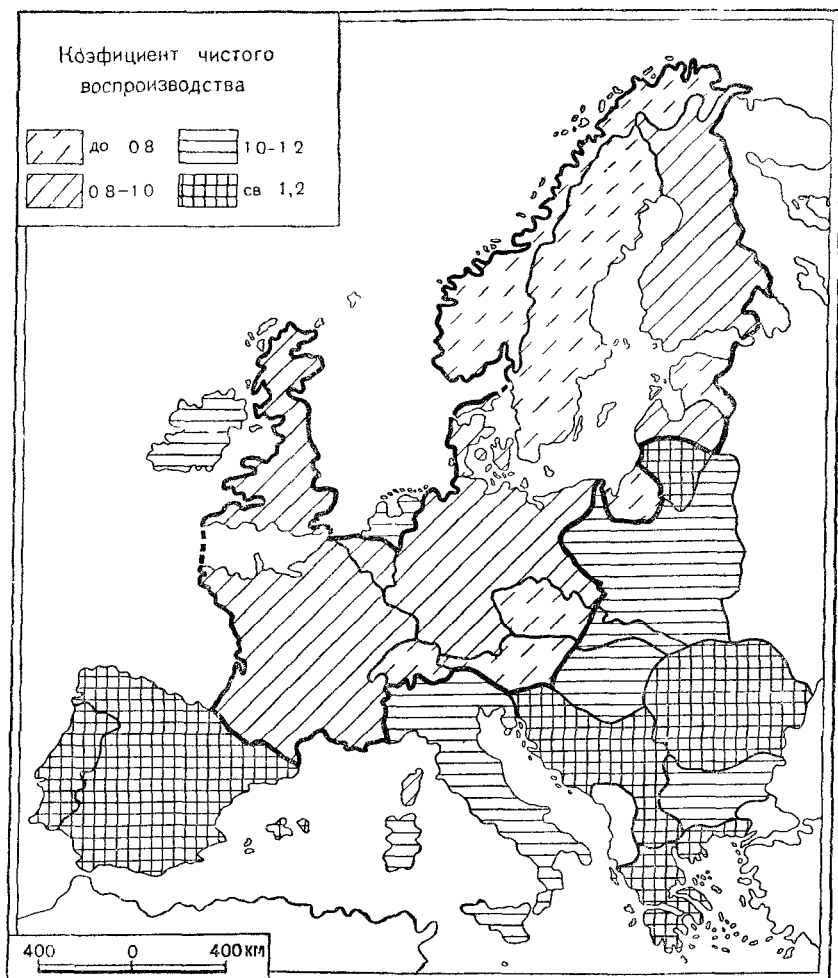 Коэфициент чистого
воспроизводства
до 0 8
1 0-1 2
0 8-1 0
св 1,2
400 0 400 КМ